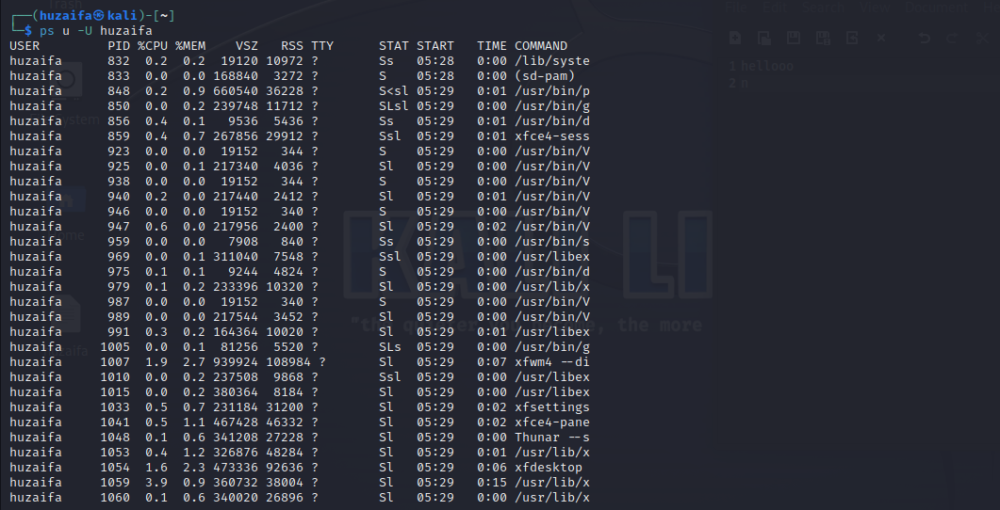 ┌──(huzaifa㉿kali)-[~]
└─$ ps u -U huzaifa
USER PID %CPU %MEM VSZ RSS TTY STAT START TIME COMMAND
huzaifa 832 0.2 0.2 19120 10972 ? Ss 05:28 0:00 /lib/syste
huzaifa 833 0.0 0.0 168840 3272 ? S 05:28 0:00 (sd-pam)
huzaifa 848 0.2 0.9 660540 36228 ? S<sl 05:29 0:01 /usr/bin/p
huzaifa 850 0.0 0.2 239748 11712 ? SLsl 05:29 0:00 /usr/bin/g
huzaifa 856 0.4 0.1 9536 5436 ? Ss 05:29 0:01 /usr/bin/d
huzaifa 859 0.4 0.7 267856 29912 ? Ssl 05:29 0:01 xfce4-sess
huzaifa 923 0.0 0.0 19152 344 ? S 05:29 0:00 /usr/bin/V
huzaifa 925 0.0 0.1 217340 4036 ? Sl 05:29 0:00 /usr/bin/V
huzaifa 938 0.0 0.0 19152 344 ? S 05:29 0:00 /usr/bin/V
huzaifa 940 0.2 0.0 217440 2412 ? Sl 05:29 0:01 /usr/bin/V
huzaifa 946 0.0 0.0 19152 340 ? S 05:29 0:00 /usr/bin/V
huzaifa 947 0.6 0.0 217956 2400 ? Sl 05:29 0:02 /usr/bin/V
huzaifa 959 0.0 0.0 7908 840 ? Ss 05:29 0:00 /usr/bin/s
huzaifa 969 0.0 0.1 311040 7548 ? Ssl 05:29 0:00 /usr/libex
huzaifa 975 0.1 0.1 9244 4824 ? S 05:29 0:00 /usr/bin/d
huzaifa 979 0.1 0.2 233396 10320 ? Sl 05:29 0:00 /usr/lib/x
huzaifa 987 0.0 0.0 19152 340 ? S 05:29 0:00 /usr/bin/V
huzaifa 989 0.0 0.0 217544 3452 ? Sl 05:29 0:00 /usr/bin/V
huzaifa 991 0.3 0.2 164364 10020 ? Sl 05:29 0:01 /usr/libex
huzaifa 1005 0.0 0.1 81256 5520 ? SLs 05:29 0:00 /usr/bin/g
huzaifa 1007 1.9 2.7 939924 108984 ? Sl 05:29 0:07 xfwm4 --di
huzaifa 1010 0.0 0.2 237508 9868 ? Ssl 05:29 0:00 /usr/libex
huzaifa 1015 0.0 0.2 380364 8184 ? Sl 05:29 0:00 /usr/libex
huzaifa 1033 0.5 0.7 231184 31200 ? Sl 05:29 0:02 xfsettings
huzaifa 1041 0.5 1.1 467428 46332 ? Sl 05:29 0:02 xfce4-pane
huzaifa 1048 0.1 0.6 341208 27228 ? Sl 05:29 0:00 Thunar --s
huzaifa 1053 0.4 1.2 326876 48284 ? Sl 05:29 0:01 /usr/lib/x
huzaifa 1054 1.6 2.3 473336 92636 ? Sl 05:29 0:06 xfdesktop
huzaifa 1059 3.9 0.9 360732 38004 ? Sl 05:29 0:15 /usr/lib/x
huzaifa 1060 0.1 0.6 340020 26896 ? Sl 05:29 0:00 /usr/lib/x
File Edit Search View Document
1 hellooo
2 n
KALI LI
the more